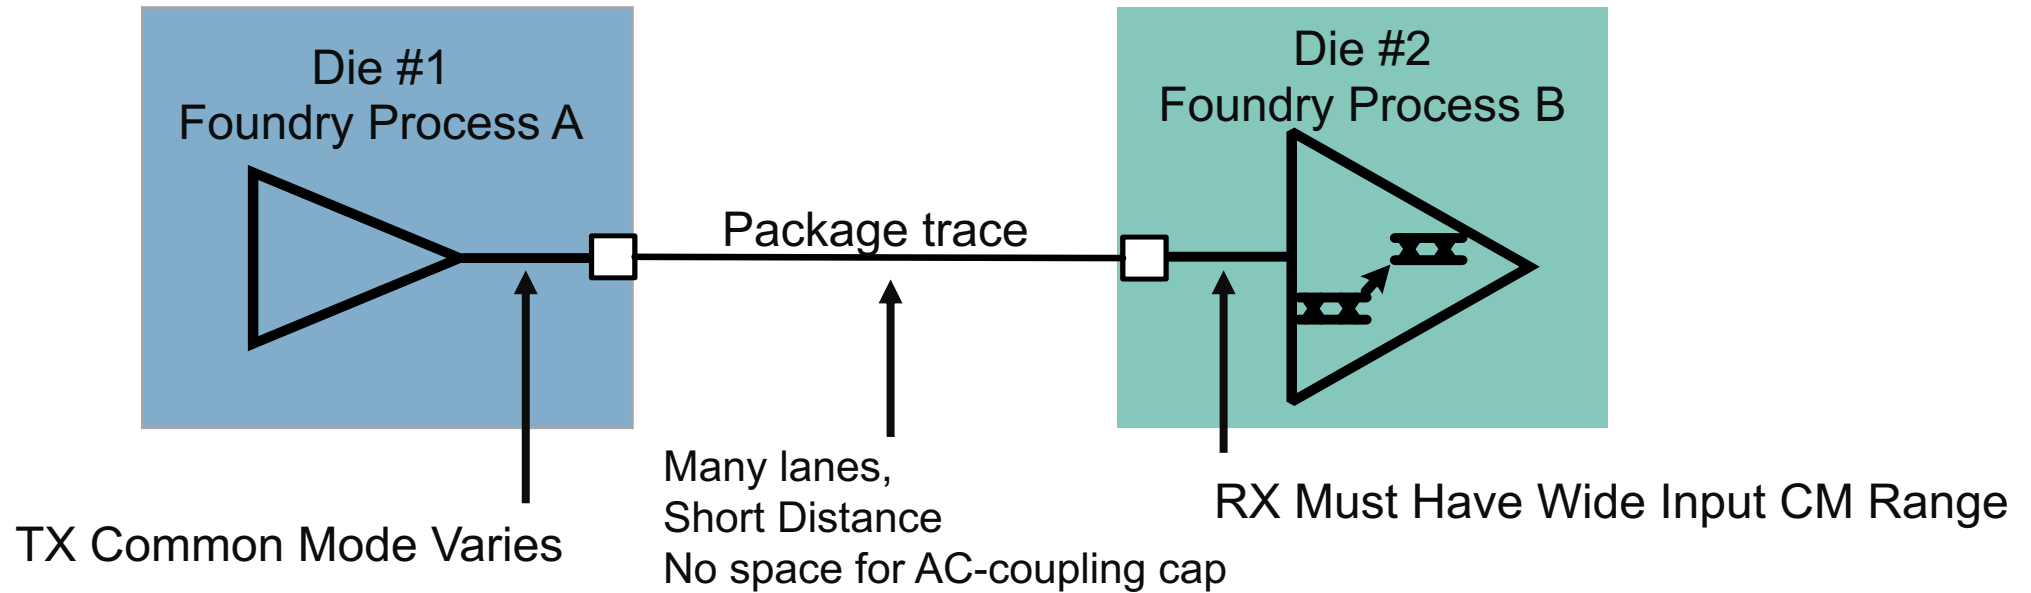 Die #1
Foundry Process A
Die #2
Foundry Process B
Package trace
TX Common Mode Varies
Many lanes,
Short Distance
No space for AC-coupling cap
RX Must Have Wide Input CM Range